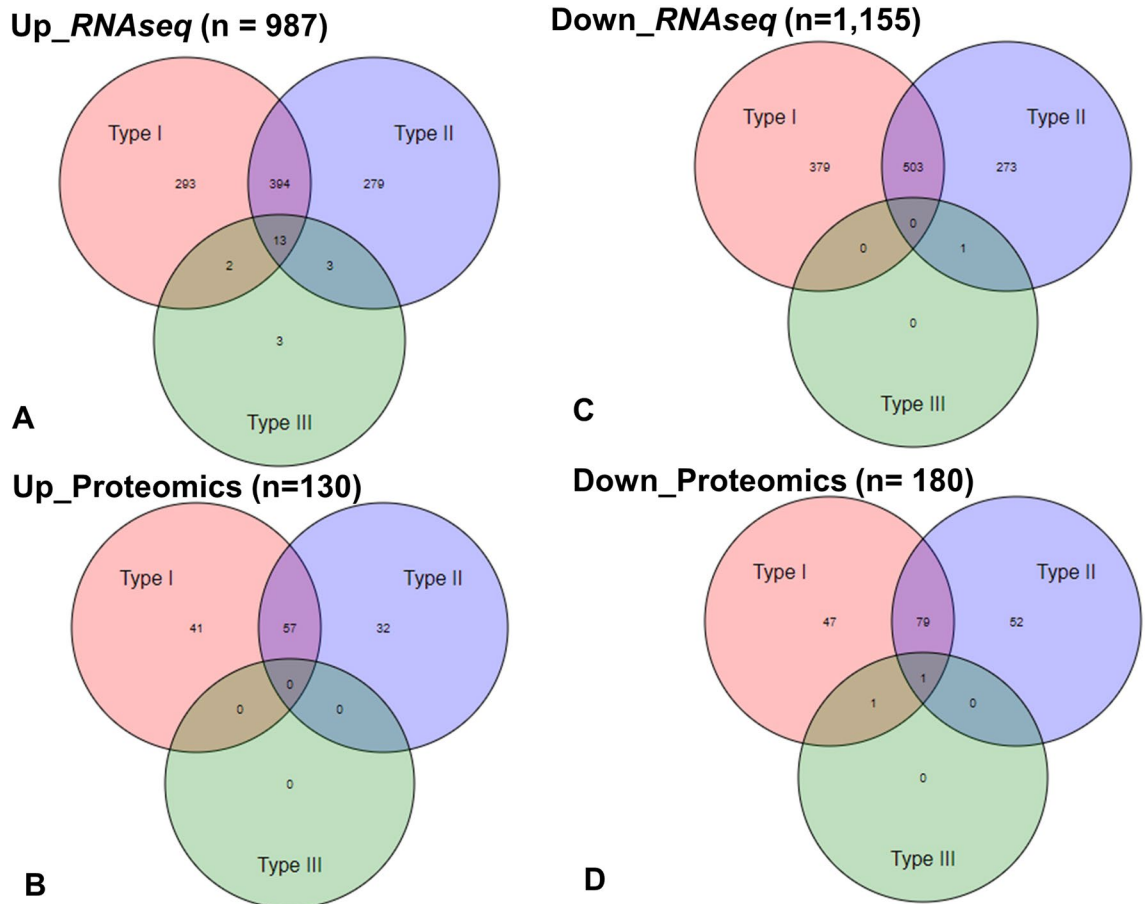 Up_RNAseq (n = 987)
Type I
Type II
293
394
279
13
2
3
3
Type III
A
Down_RNAseq (n=1,155)
Type I
Type II
379
503
273
0
0
1
0
Type III
C
Up_Proteomics (n=130)
Type I
Type II
41
57
32
0
0
0
0
Type III
B
Down_Proteomics (n= 180)
Type I
Type II
47
79
52
1
1
0
0
Type III
D